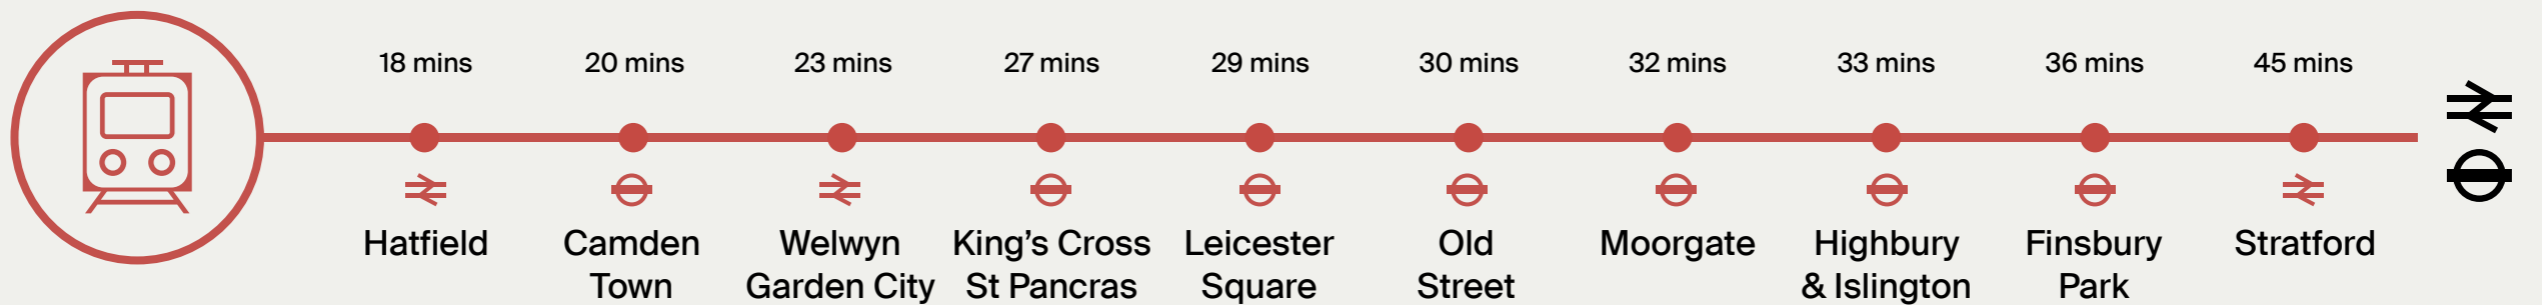 18 mins 20 mins 23 mins 27 mins 29 mins 30 mins 32 mins 33 mins 36 mins 45 mins
Hatfield Camden Welwyn King’s Cross Leicester Old Moorgate Highbury Finsbury Stratford
Town Garden City St Pancras Square Street & Islington Park